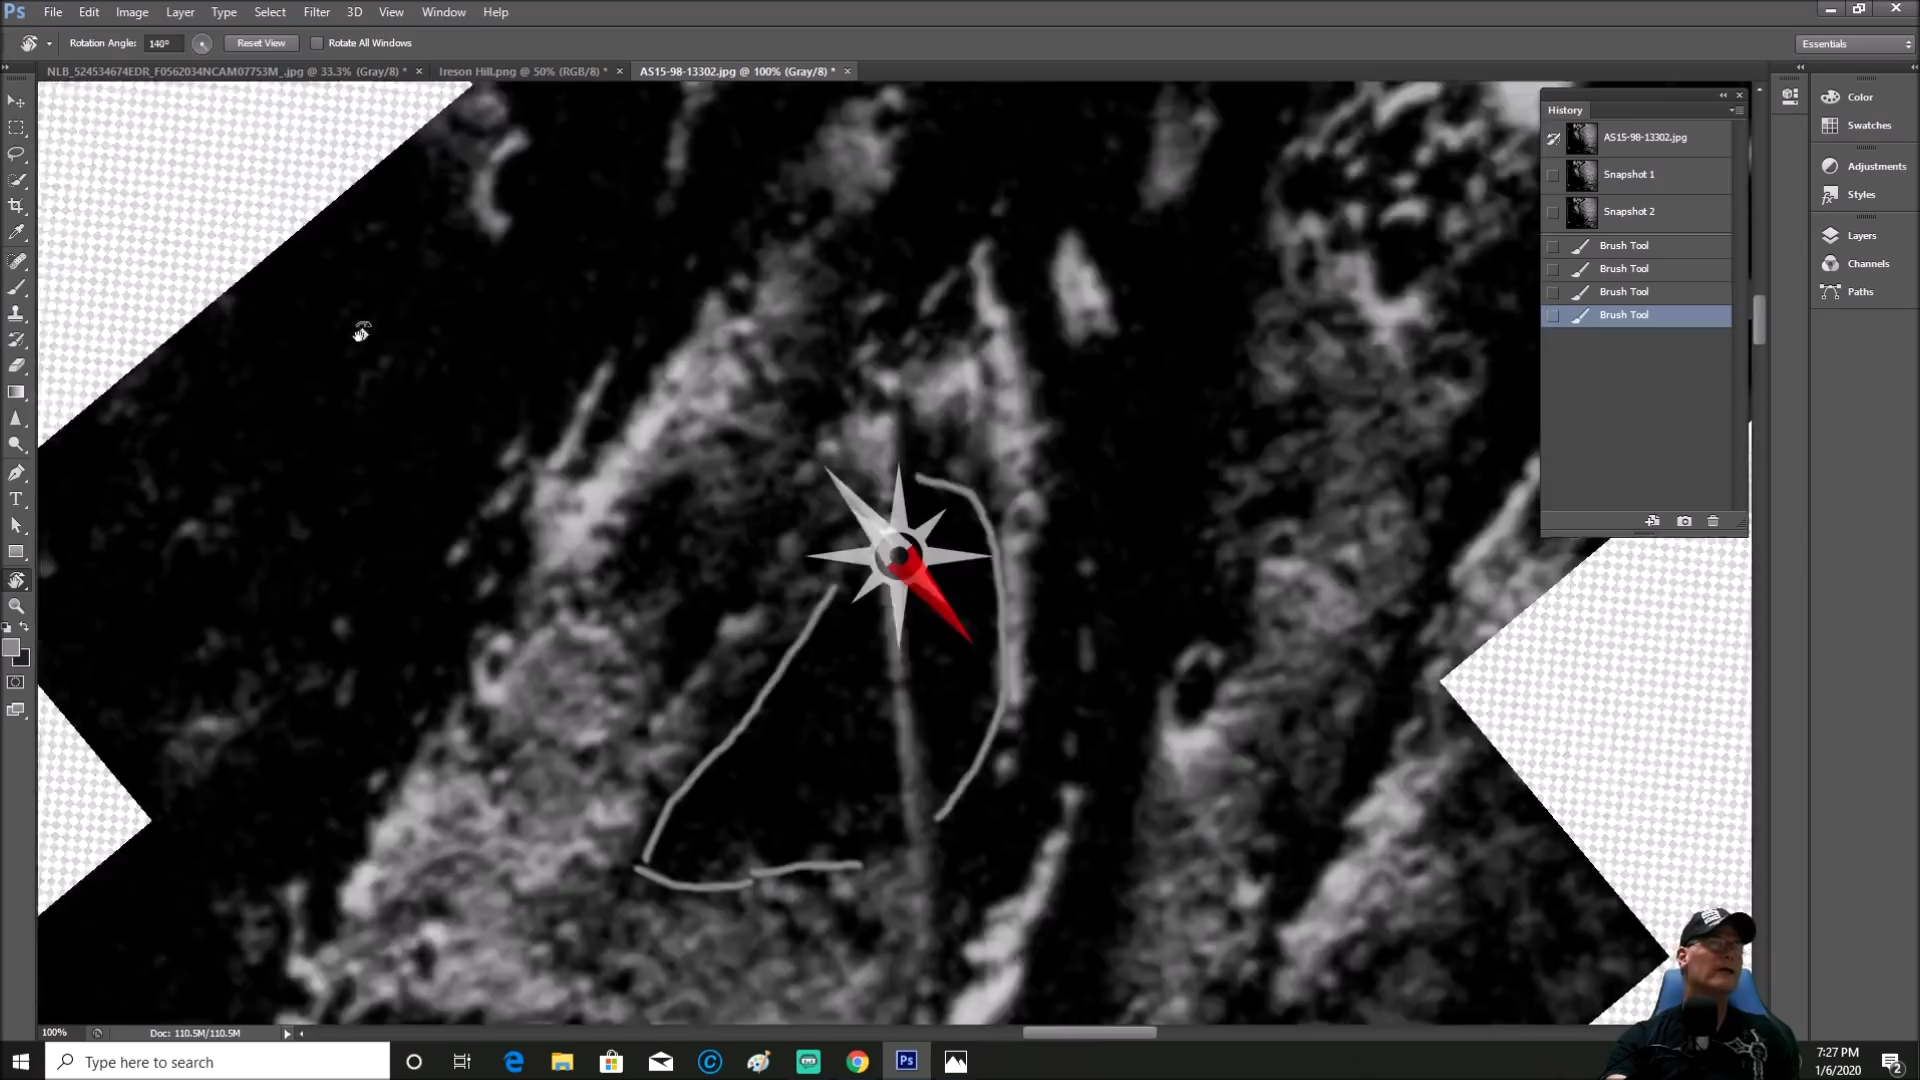 Ps File Edit Image Layer Type Select Filter 3D View Window Help
Rotation Angle: 140° Reset View Rotate All Windows Essentials
NLB_524534674EDR_F0562034NCAM07753M_.jpg @ 33.3% (Gray/8) * × Ireson Hill.png @ 50% (RGB/8) * × AS15-98-13302.jpg @ 100% (Gray/8) * ×
History
AS15-98-13302.jpg
Snapshot 1
Snapshot 2
Brush Tool
Brush Tool
Brush Tool
Brush Tool
Color
Swatches
Adjustments
Styles
Layers
Channels
Paths
100% Doc: 110.5M/110.5M
Type here to search
Ps
7:27 PM
1/6/2020
2